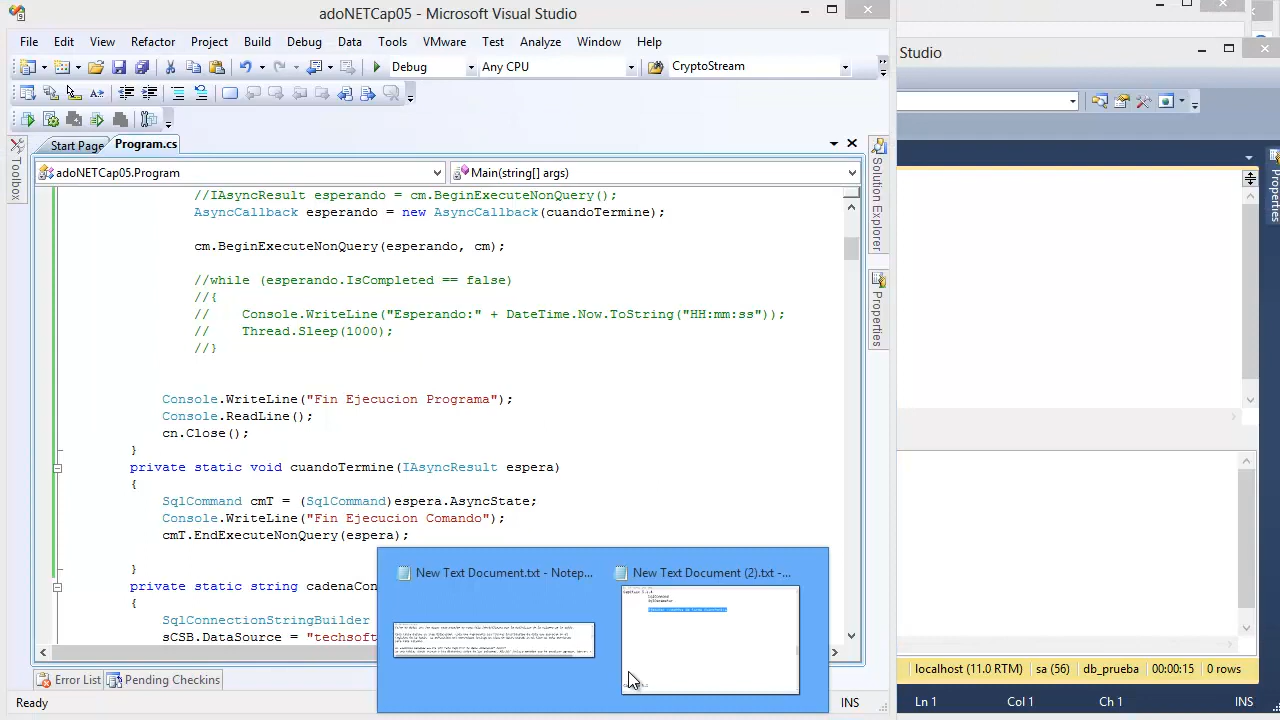 adoNETCap05 - Microsoft Visual Studio
File Edit View Refactor Project Build Debug Data Tools VMware Test Analyze Window Help
Debug Any CPU CryptoStream
Start Page Program.cs
adoNETCap05.Program Main(string[] args)
//IAsyncResult esperando = cm.BeginExecuteNonQuery();
AsyncCallback esperando = new AsyncCallback(cuandoTermine);
cm.BeginExecuteNonQuery(esperando, cm);
//while (esperando.IsCompleted == false)
//{
//    Console.WriteLine("Esperando:" + DateTime.Now.ToString("HH:mm:ss"));
//    Thread.Sleep(1000);
//}
Console.WriteLine("Fin Ejecucion Programa");
Console.ReadLine();
cn.Close();
}
private static void cuandoTermine(IAsyncResult espera)
{
SqlCommand cmT = (SqlCommand)espera.AsyncState;
Console.WriteLine("Fin Ejecucion Comando");
cmT.EndExecuteNonQuery(espera);
}
private static string cadenaCon
{
SqlConnectionStringBuilder
sCSB.DataSource = "techsoft
Error List Pending Checkins
Ready INS
Toolbox
Solution Explorer
Properties
New Text Document.txt - Notep...
New Text Document (2).txt -...
Studio
Properties
localhost (11.0 RTM) sa (56) db_prueba 00:00:15 0 rows
Ln 1 Col 1 Ch 1 INS